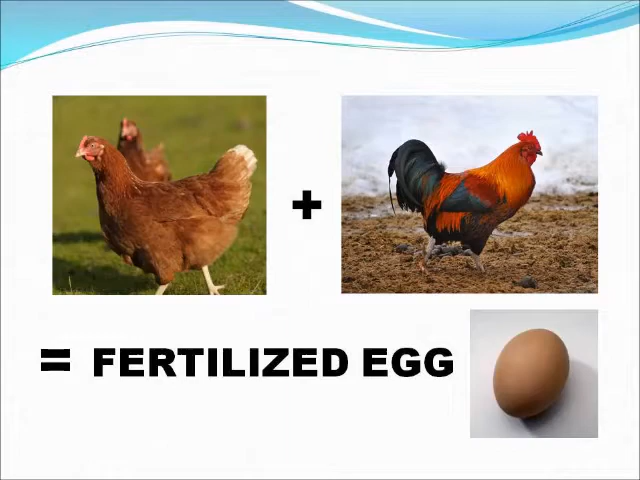 +
= FERTILIZED EGG